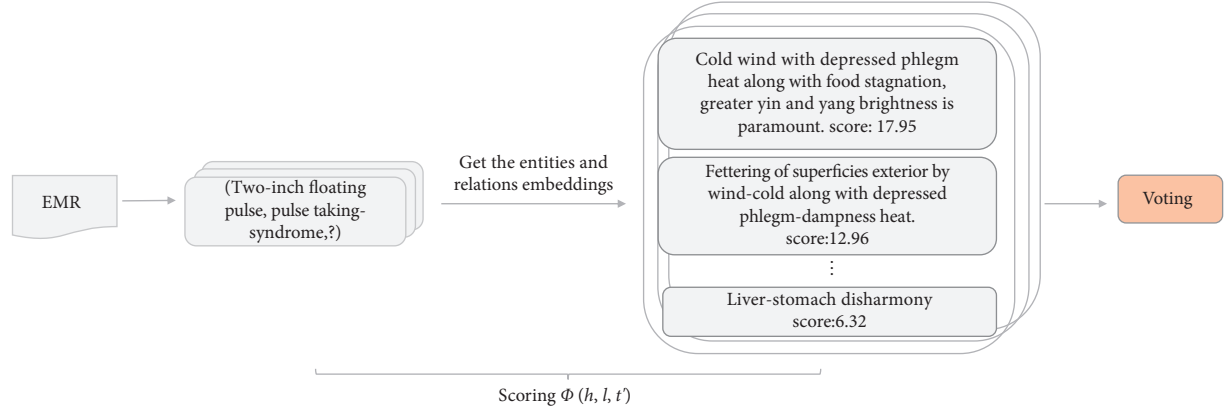 EMR
(Two-inch floating
pulse, pulse taking-
syndrome,?)
Get the entities and
relations embeddings
Cold wind with depressed phlegm
heat along with food stagnation,
greater yin and yang brightness is
paramount. score: 17.95
Fettering of superficies exterior by
wind-cold along with depressed
phlegm-dampness heat.
score:12.96
⋮
Liver-stomach disharmony
score:6.32
Voting
Scoring Φ (h, l, t′)